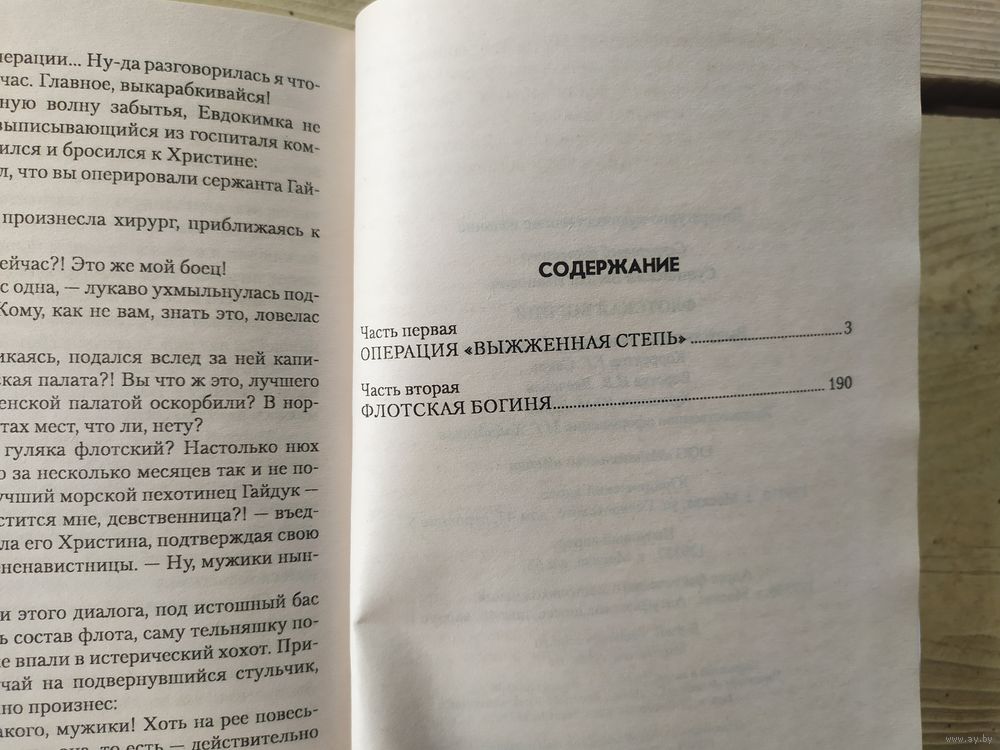 перации... Ну-да разговорилась я что-
час. Главное, выкарабкивайся!
ную волну забытья, Евдокимка не
выписывающийся из госпиталя ком-
ился и бросился к Христине:
л, что вы оперировали сержанта Гай-
произнесла хирург, приближаясь к
ейчас?! Это же мой боец!
с одна, — лукаво ухмыльнулась под-
Кому, как не вам, знать это, ловелас
икаясь, подался вслед за ней капи-
ская палата?! Вы что ж это, лучшего
енской палатой оскорбили? В нор-
тах мест, что ли, нету?
гуляка флотский? Настолько нюх
о за несколько месяцев так и не по-
учший морской пехотинец Гайдук —
стится мне, девственница?! — въед-
ла его Христина, подтверждая свою
ненавистницы. — Ну, мужики нын-
и этого диалога, под истошный бас
ь состав флота, саму тельняшку по-
е впали в истерический хохот. При-
чай на подвернувшийся стульчик,
но произнес:
акого, мужики! Хоть на рее повесь-
то есть — действительно
СОДЕРЖАНИЕ
Часть первая
ОПЕРАЦИЯ «ВЫЖЖЕННАЯ СТЕПЬ» 3
Часть вторая
ФЛОТСКАЯ БОГИНЯ 190
www.ay.by